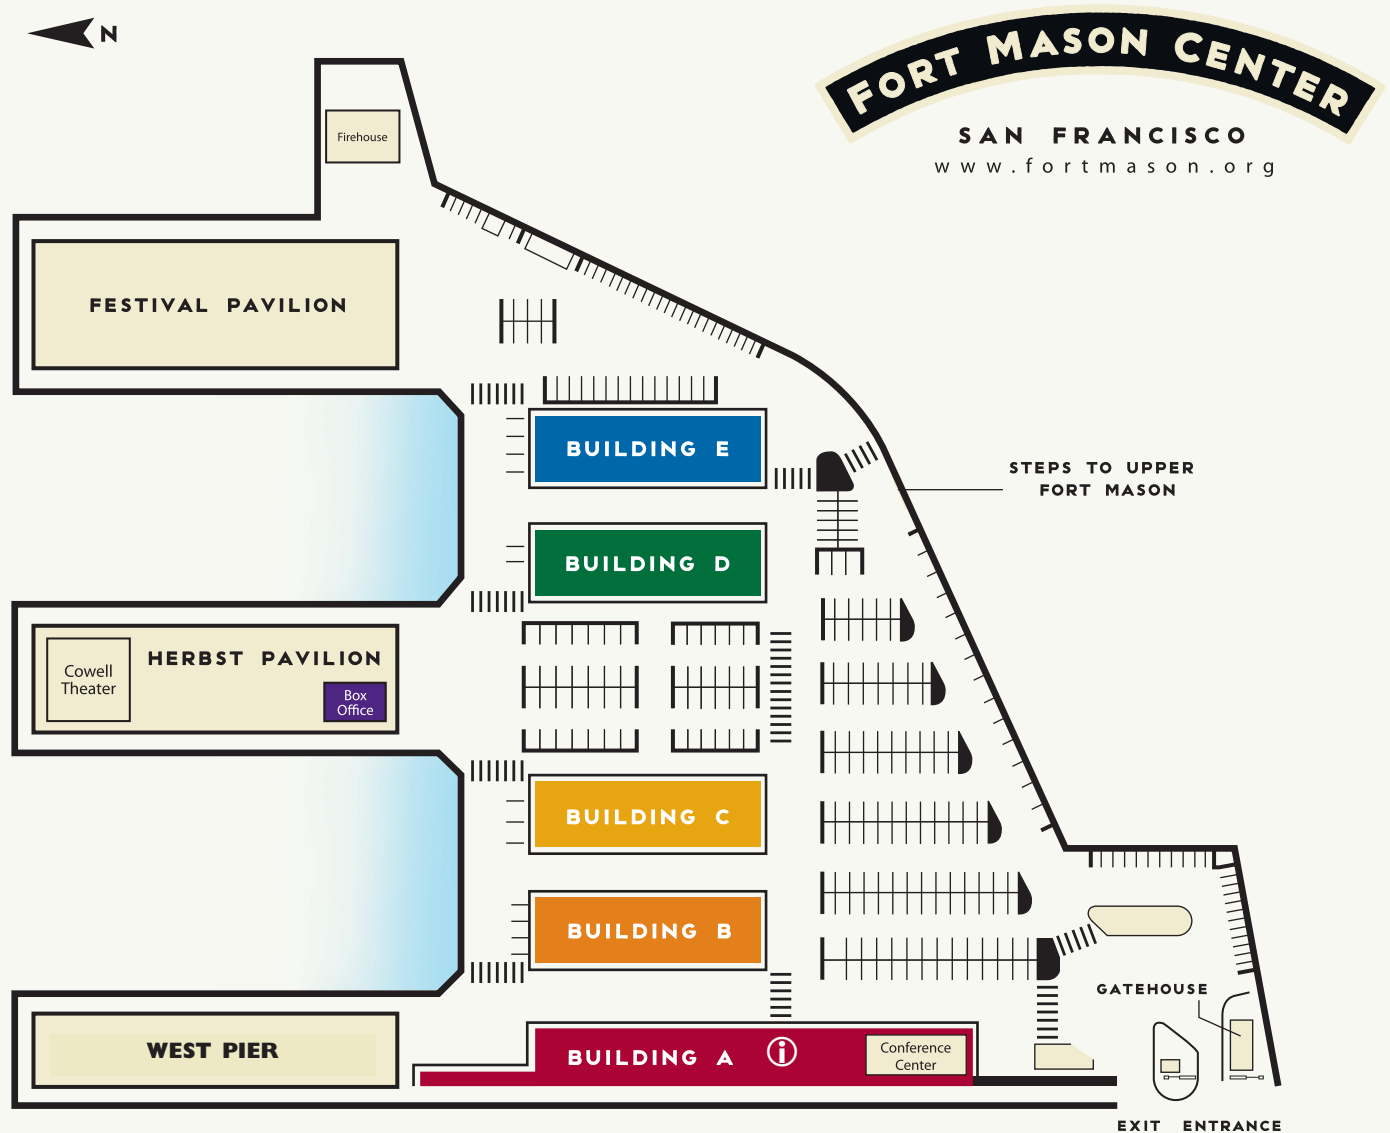 N
FORT MASON CENTER
SAN FRANCISCO
www.fortmason.org
Firehouse
FESTIVAL PAVILION
BUILDING E
STEPS TO UPPER
FORT MASON
BUILDING D
HERBST PAVILION
Cowell
Theater
Box
Office
BUILDING C
BUILDING B
GATEHOUSE
WEST PIER
BUILDING A
i
Conference
Center
EXIT ENTRANCE